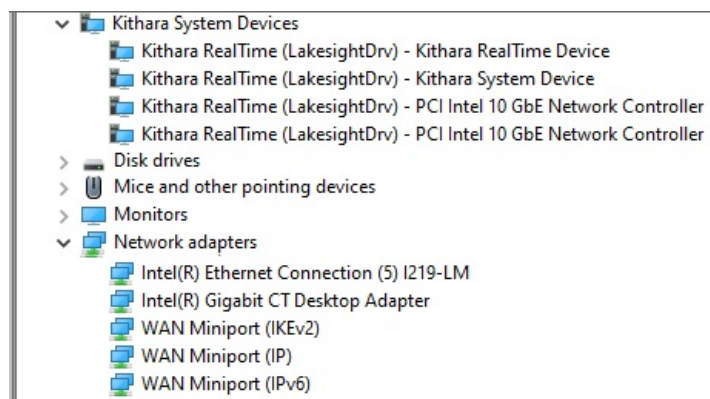 Kithara System Devices
Kithara RealTime (LakesightDrv) - Kithara RealTime Device
Kithara RealTime (LakesightDrv) - Kithara System Device
Kithara RealTime (LakesightDrv) - PCI Intel 10 GbE Network Controller
Kithara RealTime (LakesightDrv) - PCI Intel 10 GbE Network Controller
Disk drives
Mice and other pointing devices
Monitors
Network adapters
Intel(R) Ethernet Connection (5) I219-LM
Intel(R) Gigabit CT Desktop Adapter
WAN Miniport (IKEv2)
WAN Miniport (IP)
WAN Miniport (IPv6)